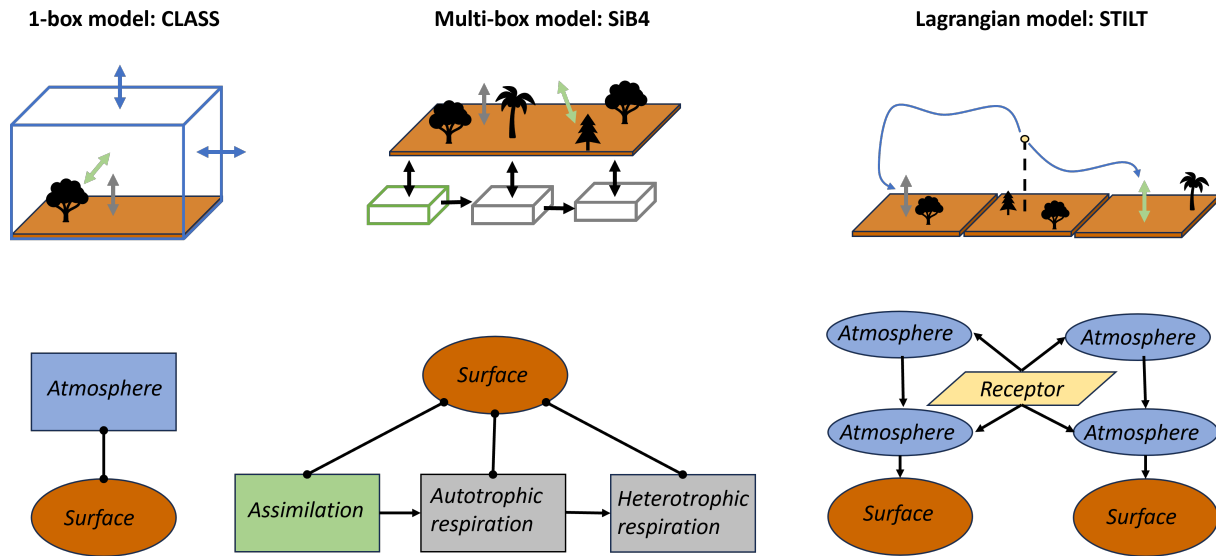 1-box model: CLASS
Multi-box model: SiB4
Lagrangian model: STILT
Atmosphere
Surface
Surface
Assimilation
Autotrophic
respiration
Heterotrophic
respiration
Atmosphere
Atmosphere
Receptor
Atmosphere
Atmosphere
Surface
Surface